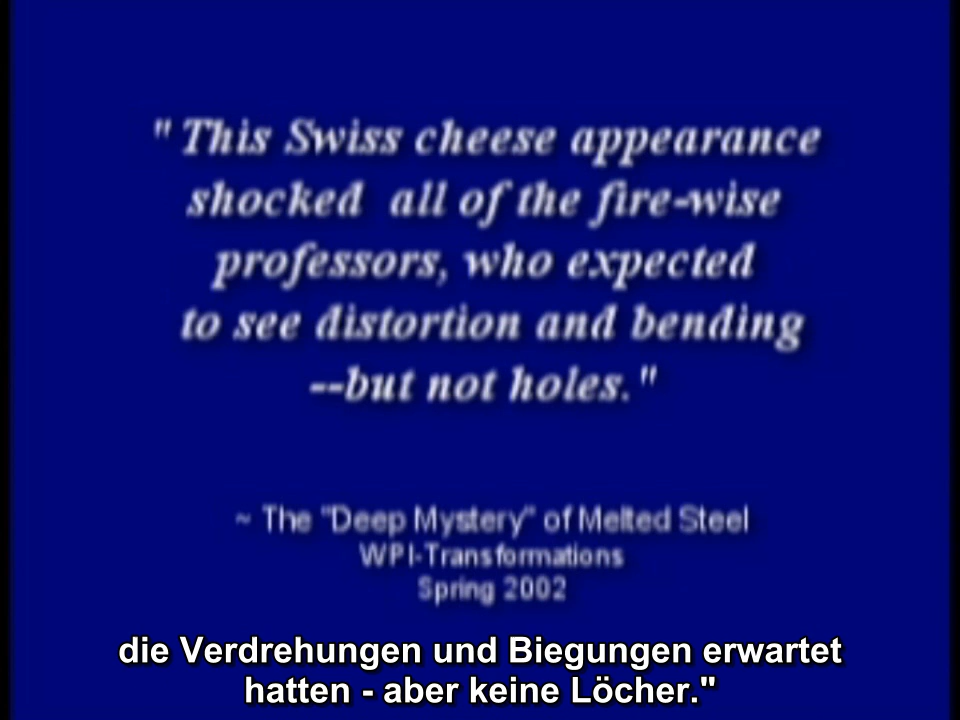 " This Swiss cheese appearance
shocked all of the fire-wise
professors, who expected
to see distortion and bending
--but not holes."
~ The "Deep Mystery" of Melted Steel
WPI-Transformations
Spring 2002
die Verdrehungen und Biegungen erwartet
hatten - aber keine Löcher."